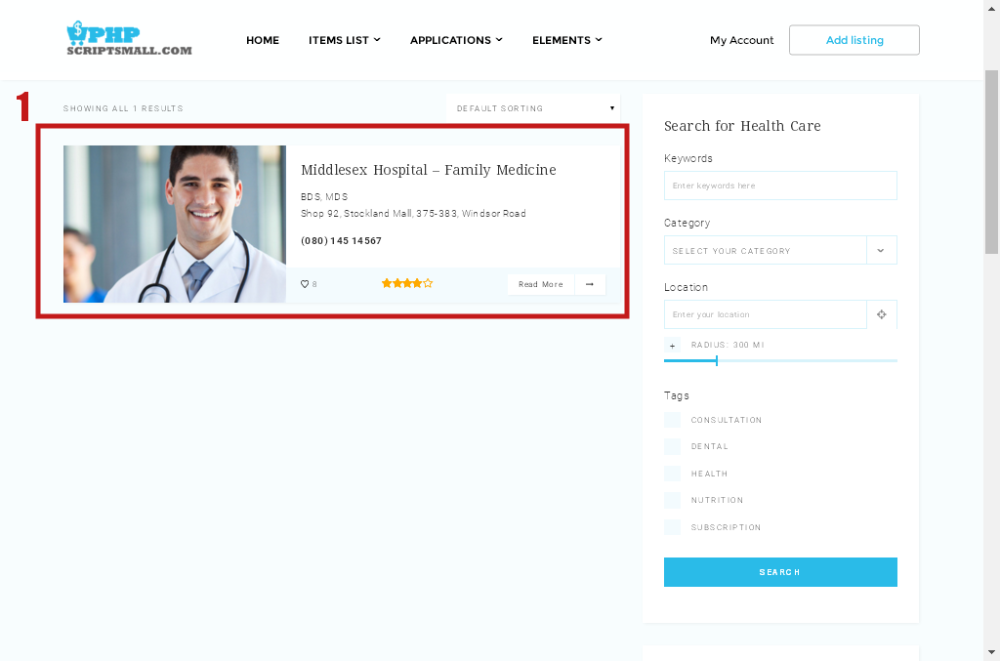 PHP
SCRIPTSMALL.COM
HOME
ITEMS LIST
APPLICATIONS
ELEMENTS
My Account
Add listing
1
SHOWING ALL 1 RESULTS
DEFAULT SORTING
Middlesex Hospital – Family Medicine
BDS, MDS
Shop 92, Stockland Mall, 375-383, Windsor Road
(080) 145 14567
8
Read More
Search for Health Care
Keywords
Enter keywords here
Category
SELECT YOUR CATEGORY
Location
Enter your location
+ RADIUS: 300 MI
Tags
CONSULTATION
DENTAL
HEALTH
NUTRITION
SUBSCRIPTION
SEARCH